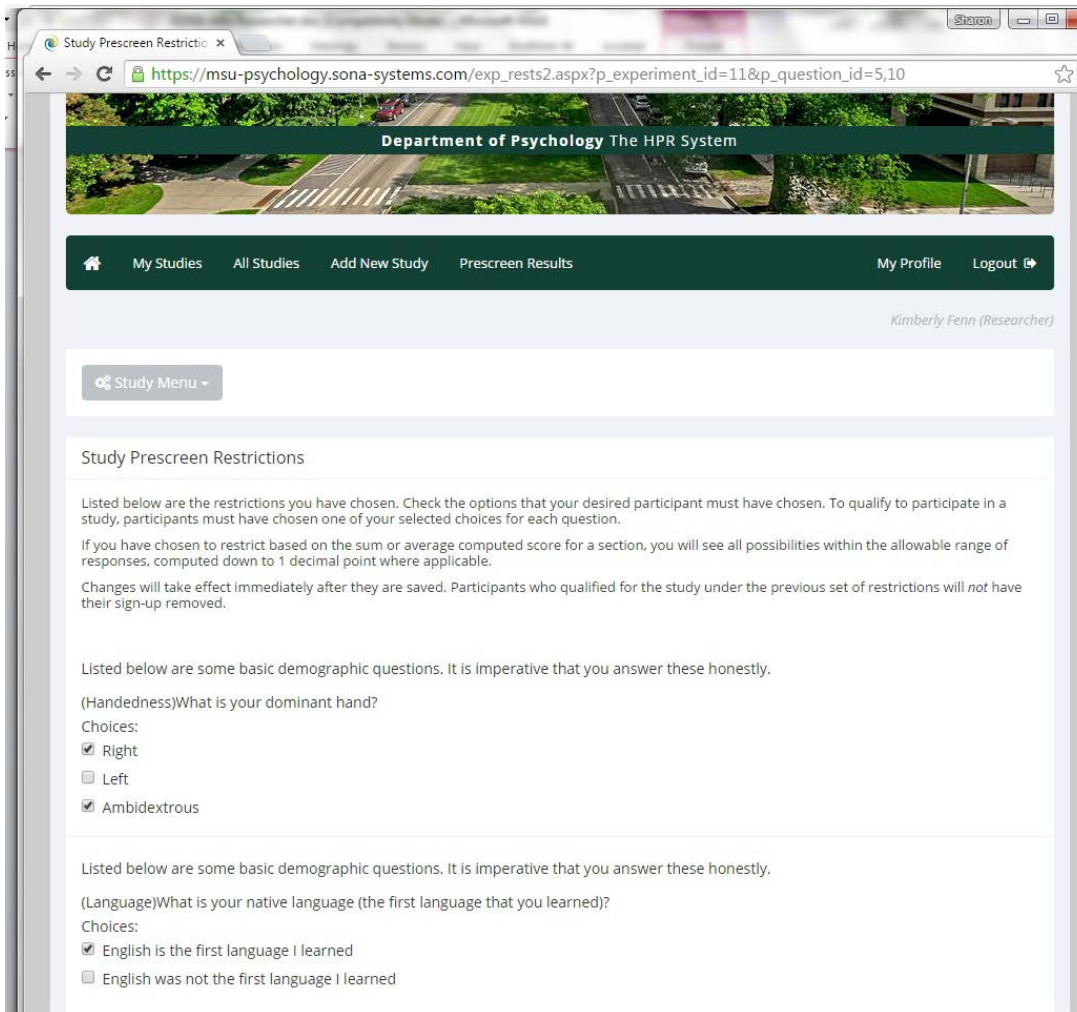 Sharon
Study Prescreen Restrictio
https://msu-psychology.sona-systems.com/exp_rests2.aspx?p_experiment_id=11&p_question_id=5,10
Department of Psychology The HPR System
My Studies All Studies Add New Study Prescreen Results My Profile Logout
Kimberly Fenn (Researcher)
Study Menu
Study Prescreen Restrictions
Listed below are the restrictions you have chosen. Check the options that your desired participant must have chosen. To qualify to participate in a
study, participants must have chosen one of your selected choices for each question.
If you have chosen to restrict based on the sum or average computed score for a section, you will see all possibilities within the allowable range of
responses, computed down to 1 decimal point where applicable.
Changes will take effect immediately after they are saved. Participants who qualified for the study under the previous set of restrictions will not have
their sign-up removed.
Listed below are some basic demographic questions. It is imperative that you answer these honestly.
(Handedness)What is your dominant hand?
Choices:
Right
Left
Ambidextrous
Listed below are some basic demographic questions. It is imperative that you answer these honestly.
(Language)What is your native language (the first language that you learned)?
Choices:
English is the first language I learned
English was not the first language I learned